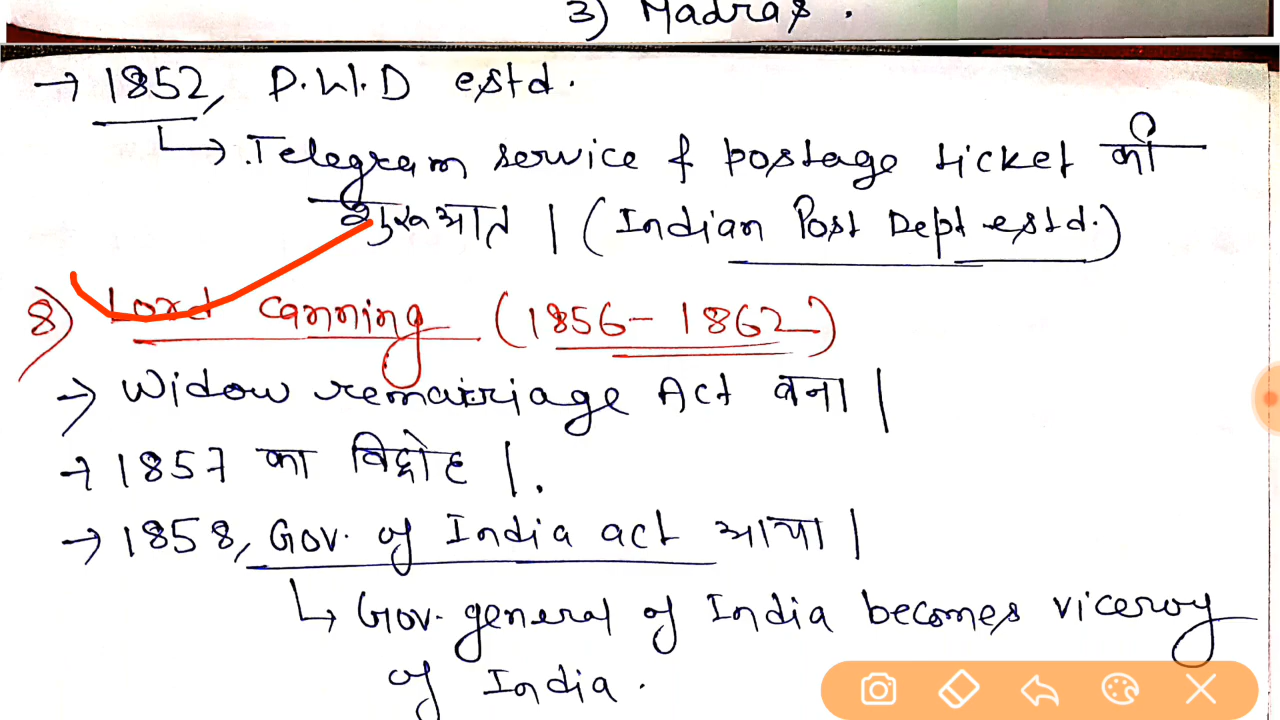 3) Madras.
→ 1852, P.W.D estd.
↳ Telegram service & postage ticket की
शुरुआत | (Indian Post Dept estd.)
8) Lord Canning (1856-1862)
→ Widow remarriage Act बना |
→ 1857 का विद्रोह |.
→ 1858, Gov. of India act आया |
↳ Gov. general of India becomes viceroy
of India.